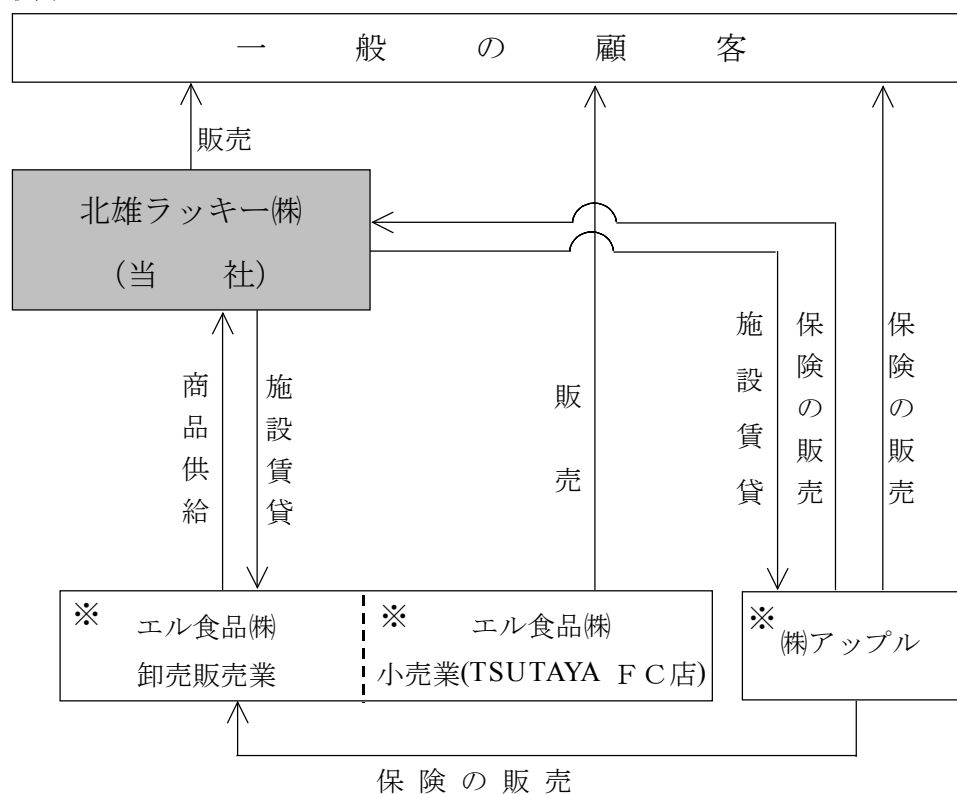 一般の顧客
販売
北雄ラッキー㈱
(当社)
商品供給
施設賃貸
販売
施設賃貸
保険の販売
保険の販売
※ エル食品㈱
卸売販売業
※ エル食品㈱
小売業(TSUTAYA ＦＣ店)
※ ㈱アップル
保険の販売